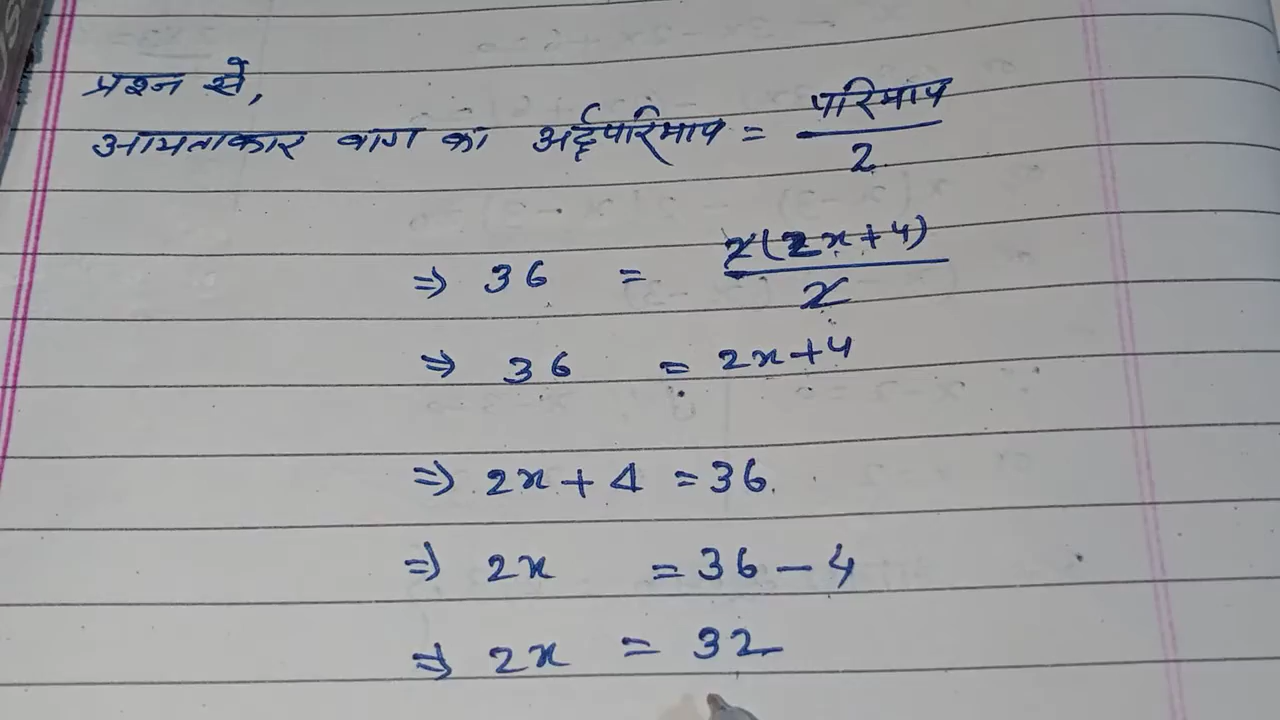 प्रश्न से,
आयताकार बाग का अर्द्धपरिमाप = परिमाप / 2
⇒ 36 = 2(2x+4) / 2
⇒ 36 = 2x+4
⇒ 2x + 4 = 36
⇒ 2x = 36 - 4
⇒ 2x = 32